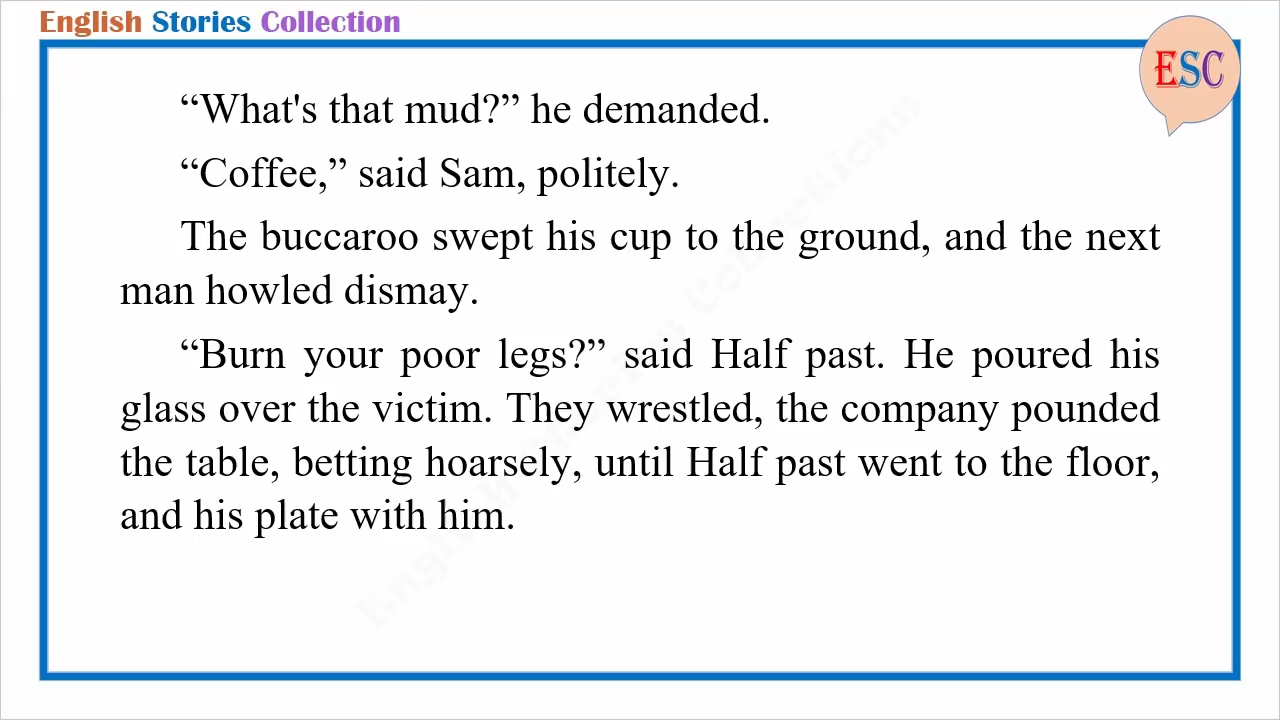 English Stories Collection
ESC
“What's that mud?” he demanded.
“Coffee,” said Sam, politely.
The buccaroo swept his cup to the ground, and the next
man howled dismay.
“Burn your poor legs?” said Half past. He poured his
glass over the victim. They wrestled, the company pounded
the table, betting hoarsely, until Half past went to the floor,
and his plate with him.